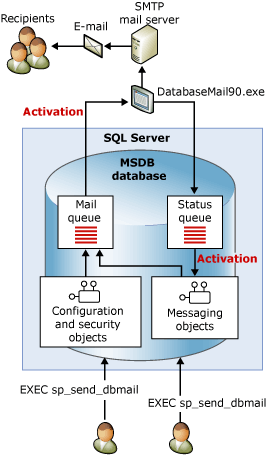 SMTP
mail server
Recipients
E-mail
DatabaseMail90.exe
Activation
SQL Server
MSDB
database
Mail
queue
Status
queue
Activation
Configuration
and security
objects
Messaging
objects
EXEC sp_send_dbmail
EXEC sp_send_dbmail